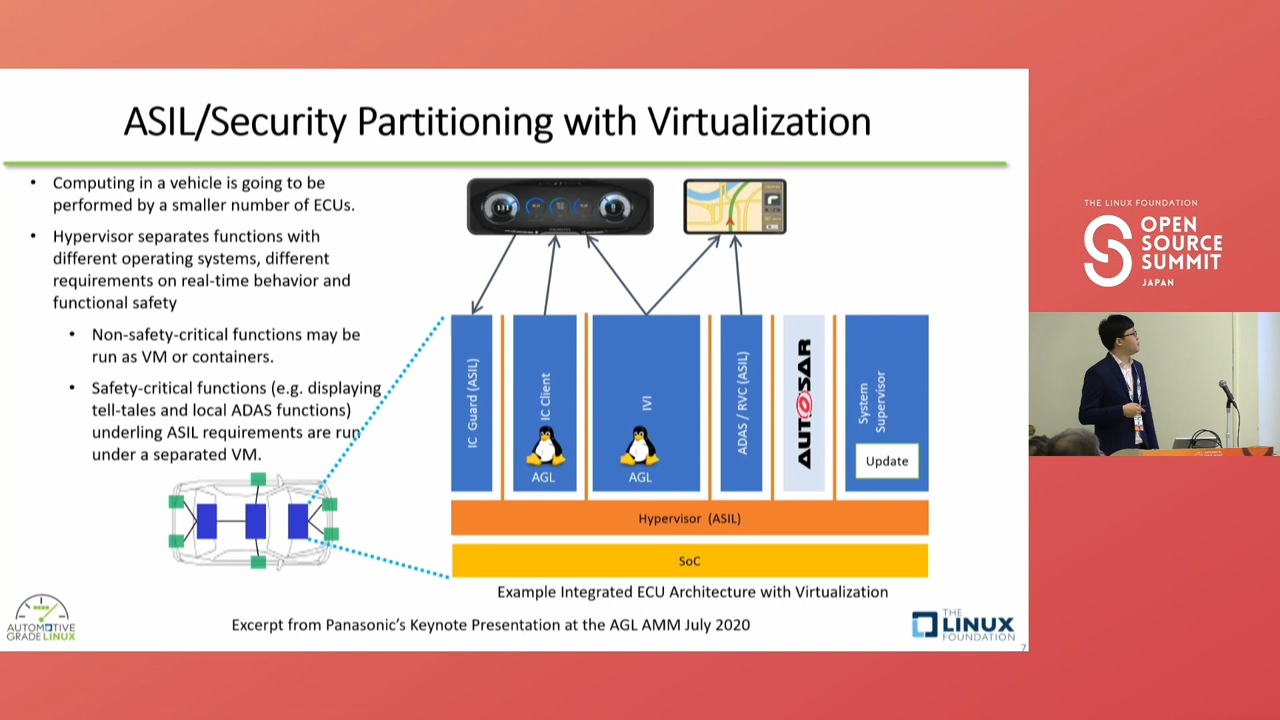 ASIL/Security Partitioning with Virtualization
• Computing in a vehicle is going to be
performed by a smaller number of ECUs.
• Hypervisor separates functions with
different operating systems, different
requirements on real-time behavior and
functional safety
• Non-safety-critical functions may be
run as VM or containers.
• Safety-critical functions (e.g. displaying
tell-tales and local ADAS functions)
underling ASIL requirements are run
under a separated VM.
IC Guard (ASIL)
IC Client
AGL
IVI
AGL
ADAS / RVC (ASIL)
AUTOSAR
System
Supervisor
Update
Hypervisor (ASIL)
SoC
Example Integrated ECU Architecture with Virtualization
Excerpt from Panasonic's Keynote Presentation at the AGL AMM July 2020
AUTOMOTIVE
GRADELINUX
THE
LINUX
FOUNDATION
7
THE LINUX FOUNDATION
OPEN
SOURCE
SUMMIT
JAPAN